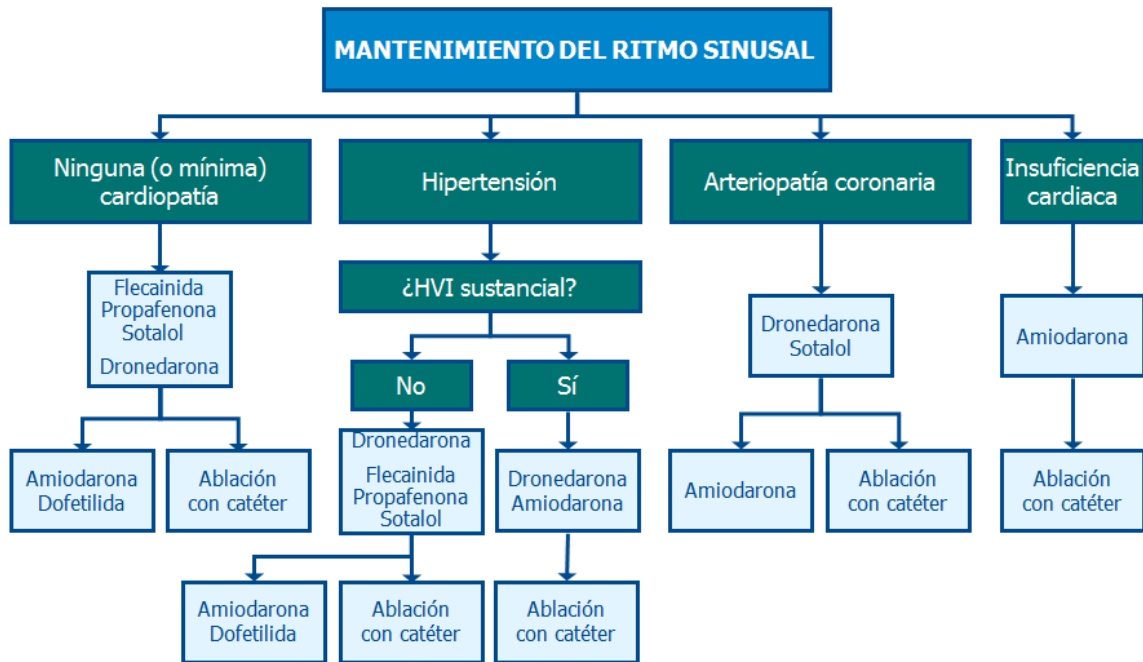 MANTENIMIENTO DEL RITMO SINUSAL
Ninguna (o mínima)
cardiopatía
Hipertensión
Arteriopatía coronaria
Insuficiencia
cardiaca
Flecainida
Propafenona
Sotalol
Dronedarona
¿HVI sustancial?
Dronedarona
Sotalol
Amiodarona
No
Sí
Amiodarona
Dofetilida
Ablación
con catéter
Dronedarona
Flecainida
Propafenona
Sotalol
Dronedarona
Amiodarona
Amiodarona
Ablación
con catéter
Ablación
con catéter
Amiodarona
Dofetilida
Ablación
con catéter
Ablación
con catéter